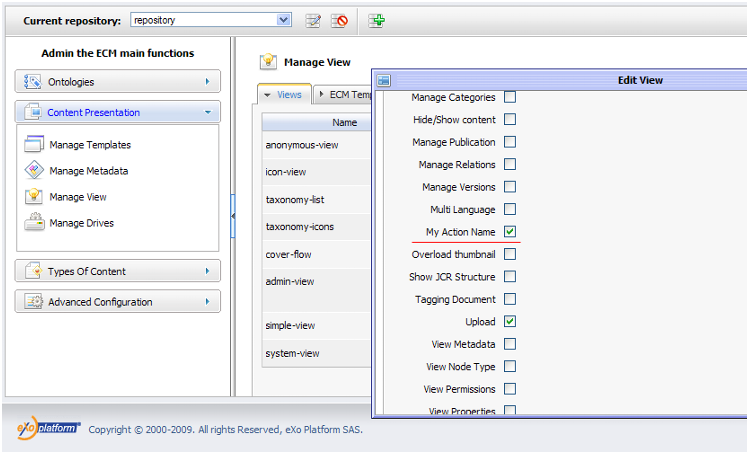 Current repository: repository
Admin the ECM main functions
Ontologies
Content Presentation
Manage Templates
Manage Metadata
Manage View
Manage Drives
Types Of Content
Advanced Configuration
Manage View
Views
ECM Temp
Name
anonymous-view
icon-view
taxonomy-list
taxonomy-icons
cover-flow
admin-view
simple-view
system-view
Edit View
Manage Categories
Hide/Show content
Manage Publication
Manage Relations
Manage Versions
Multi Language
My Action Name
Overload thumbnail
Show JCR Structure
Tagging Document
Upload
View Metadata
View Node Type
View Permissions
View Properties
eXo platform
Copyright © 2000-2009. All rights Reserved, eXo Platform SAS.